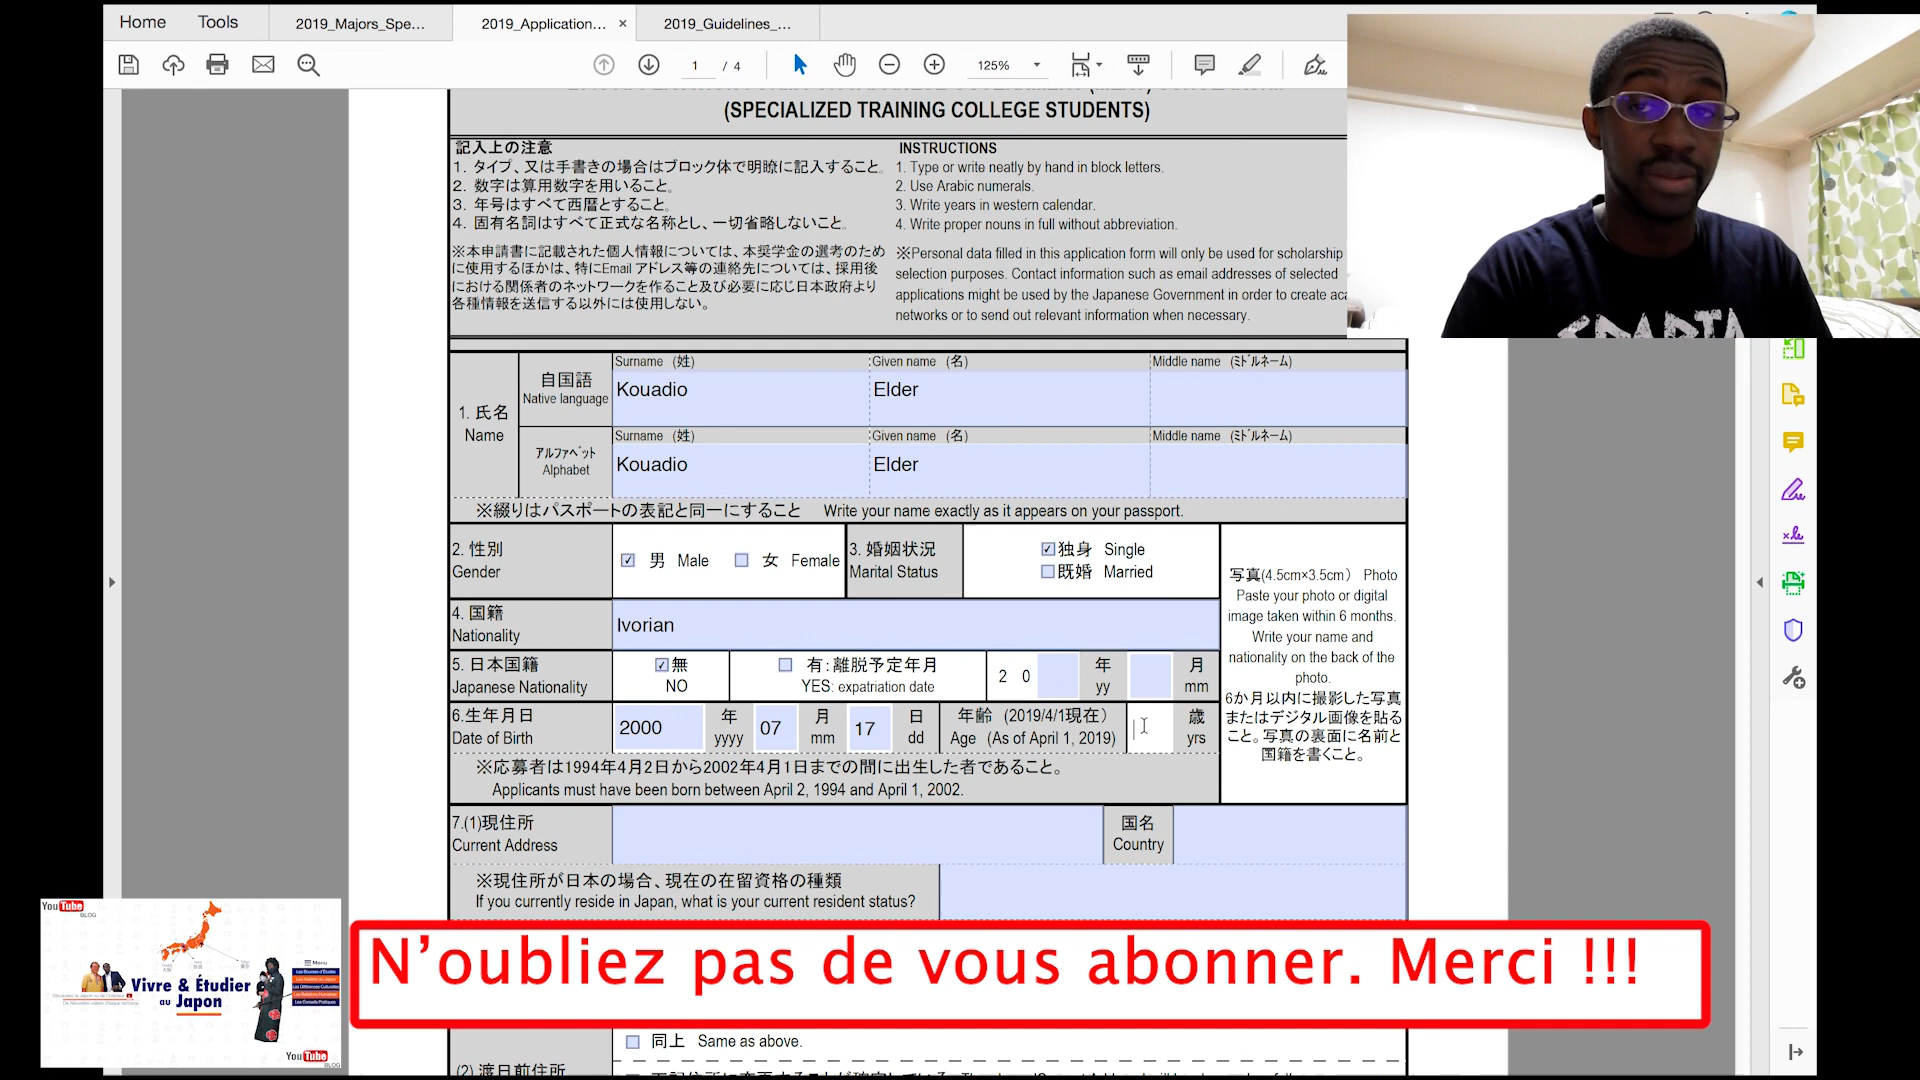 Home
Tools
2019_Majors_Spe...
2019_Application... ×
2019_Guidelines_...
1 / 4
125%
(SPECIALIZED TRAINING COLLEGE STUDENTS)
記入上の注意
1. タイプ、又は手書きの場合はブロック体で明瞭に記入すること。
2. 数字は算用数字を用いること。
3. 年号はすべて西暦とすること。
4. 固有名詞はすべて正式な名称とし、一切省略しないこと。
※本申請書に記載された個人情報については、本奨学金の選考のため
に使用するほかは、特にEmail アドレス等の連絡先については、採用後
における関係者のネットワークを作ること及び必要に応じ日本政府より
各種情報を送信する以外には使用しない。
INSTRUCTIONS
1. Type or write neatly by hand in block letters.
2. Use Arabic numerals.
3. Write years in western calendar.
4. Write proper nouns in full without abbreviation.
※Personal data filled in this application form will only be used for scholarship
selection purposes. Contact information such as email addresses of selected
applications might be used by the Japanese Government in order to create
networks or to send out relevant information when necessary.
SPARTA
1. 氏名
Name
自国語
Native language
Surname (姓)
Kouadio
Given name (名)
Elder
Middle name (ﾐﾄﾞﾙﾈｰﾑ)
アルファベット
Alphabet
Surname (姓)
Kouadio
Given name (名)
Elder
Middle name (ﾐﾄﾞﾙﾈｰﾑ)
※綴りはパスポートの表記と同一にすること Write your name exactly as it appears on your passport.
2. 性別
Gender
男 Male
女 Female
3. 婚姻状況
Marital Status
独身 Single
既婚 Married
写真(4.5cm×3.5cm) Photo
Paste your photo or digital
image taken within 6 months.
Write your name and
nationality on the back of the
photo.
6か月以内に撮影した写真
またはデジタル画像を貼る
こと。写真の裏面に名前と
国籍を書くこと。
4. 国籍
Nationality
Ivorian
5. 日本国籍
Japanese Nationality
無
NO
有：離脱予定年月
YES: expatriation date
2 0
年
yy
月
mm
6.生年月日
Date of Birth
2000
年
yyyy
07
月
mm
17
日
dd
年齢 (2019/4/1現在)
Age (As of April 1, 2019)
歳
yrs
※応募者は1994年4月2日から2002年4月1日までの間に出生した者であること。
Applicants must have been born between April 2, 1994 and April 1, 2002.
7.(1)現住所
Current Address
国名
Country
※現住所が日本の場合、現在の在留資格の種類
If you currently reside in Japan, what is your current resident status?
N'oubliez pas de vous abonner. Merci !!!
同上 Same as above.
(2) 渡日前住所
YouTube
BLOG
Menu
Vivre & Étudier
au Japon
YouTube
BLOG